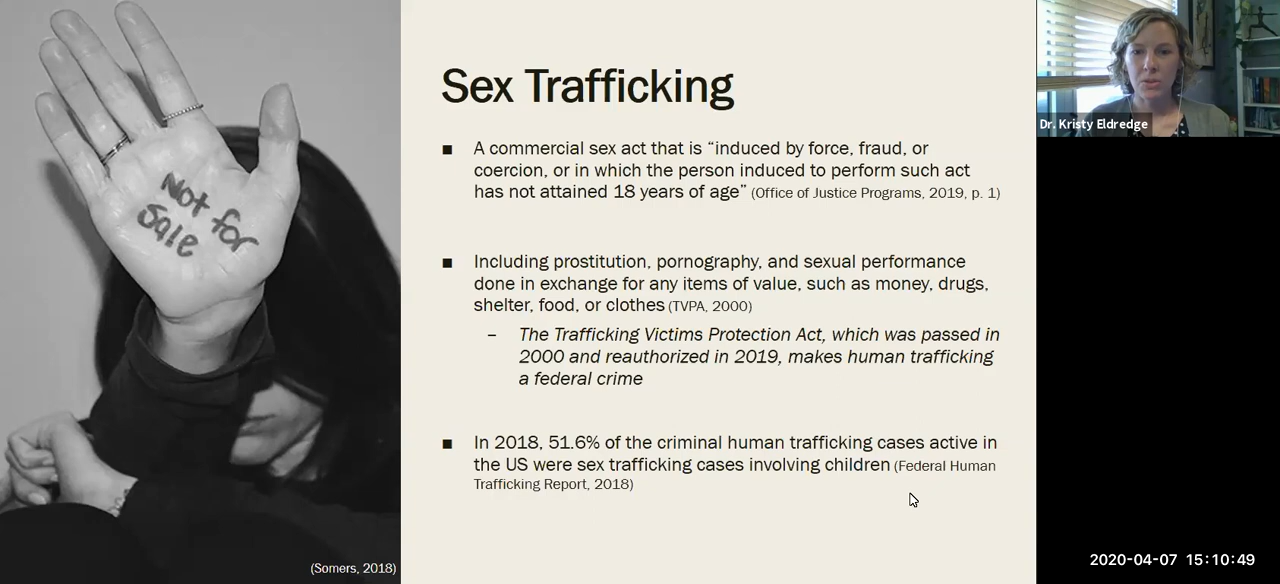 Not for
Sale
(Somers, 2018)
Sex Trafficking
■ A commercial sex act that is “induced by force, fraud, or
coercion, or in which the person induced to perform such act
has not attained 18 years of age” (Office of Justice Programs, 2019, p. 1)
■ Including prostitution, pornography, and sexual performance
done in exchange for any items of value, such as money, drugs,
shelter, food, or clothes (TVPA, 2000)
– The Trafficking Victims Protection Act, which was passed in
2000 and reauthorized in 2019, makes human trafficking
a federal crime
■ In 2018, 51.6% of the criminal human trafficking cases active in
the US were sex trafficking cases involving children (Federal Human
Trafficking Report, 2018)
Dr. Kristy Eldredge
2020-04-07 15:10:49